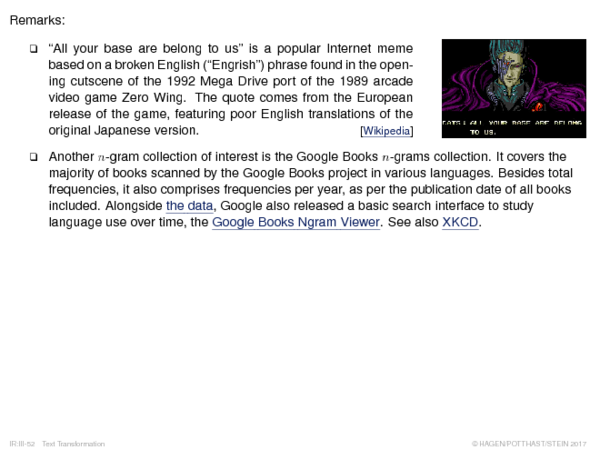 Remarks:
❑ “All your base are belong to us” is a popular Internet meme
based on a broken English (“Engrish”) phrase found in the open-
ing cutscene of the 1992 Mega Drive port of the 1989 arcade
video game Zero Wing. The quote comes from the European
release of the game, featuring poor English translations of the
original Japanese version. [Wikipedia]
CATS: ALL YOUR BASE ARE BELONG
TO US.
❑ Another n-gram collection of interest is the Google Books n-grams collection. It covers the
majority of books scanned by the Google Books project in various languages. Besides total
frequencies, it also comprises frequencies per year, as per the publication date of all books
included. Alongside the data, Google also released a basic search interface to study
language use over time, the Google Books Ngram Viewer. See also XKCD.
IR:III-52 Text Transformation © HAGEN/POTTHAST/STEIN 2017